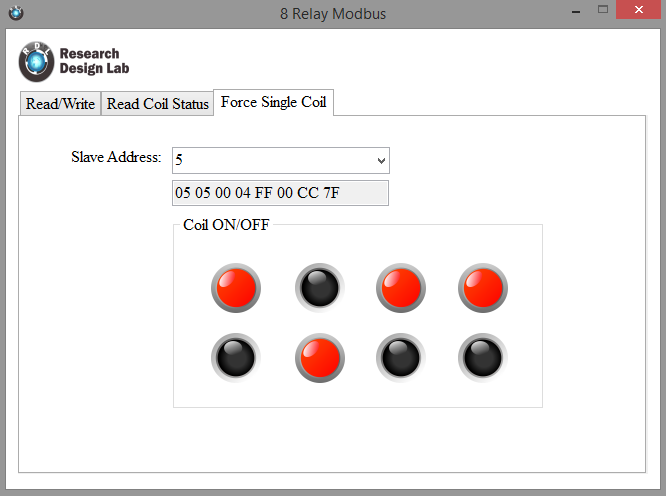 8 Relay Modbus
RDL
Research
Design Lab
Read/Write Read Coil Status Force Single Coil
Slave Address: 5
05 05 00 04 FF 00 CC 7F
Coil ON/OFF